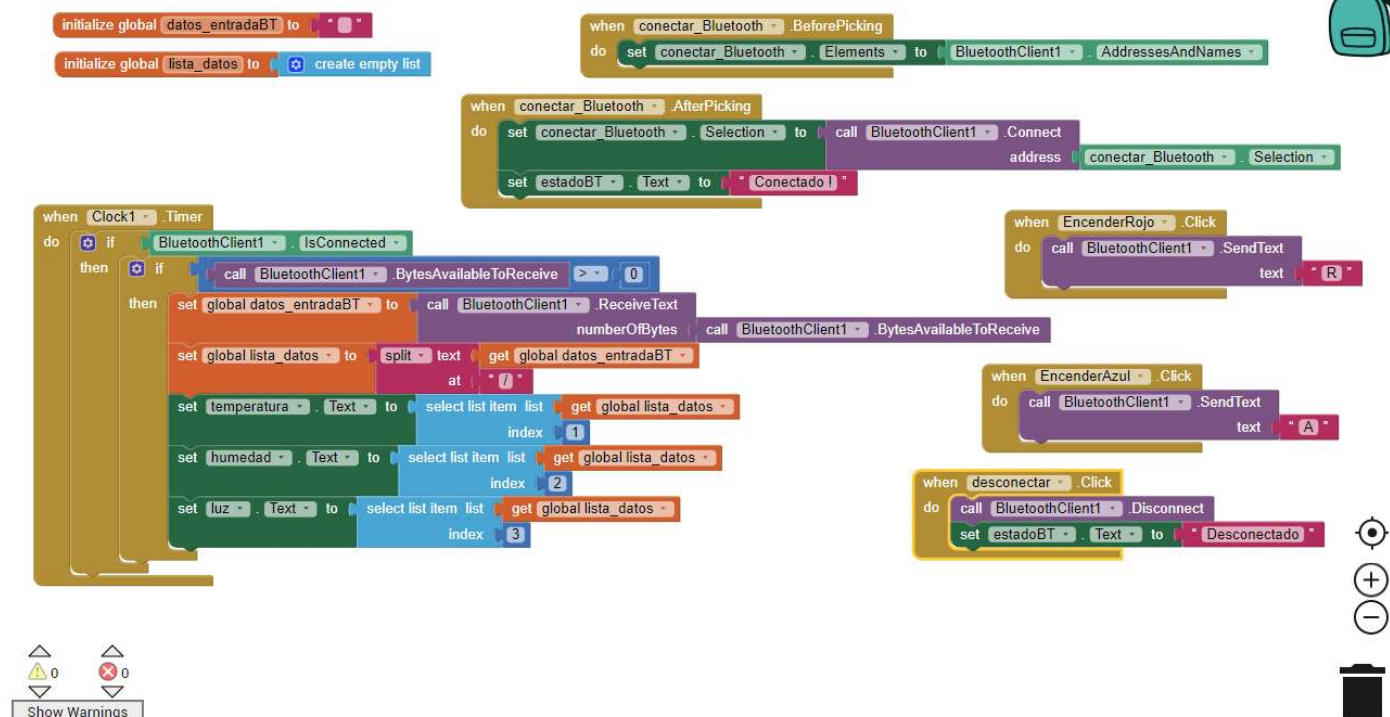 initialize global datos_entradaBT to " "
initialize global lista_datos to create empty list
when conectar_Bluetooth .BeforePicking
do set conectar_Bluetooth . Elements to BluetoothClient1 . AddressesAndNames
when conectar_Bluetooth .AfterPicking
do set conectar_Bluetooth . Selection to call BluetoothClient1 .Connect
address conectar_Bluetooth . Selection
set estadoBT . Text to " Conectado ! "
when Clock1 .Timer
do if BluetoothClient1 . IsConnected
then if call BluetoothClient1 .BytesAvailableToReceive > 0
then set global datos_entradaBT to call BluetoothClient1 .ReceiveText
numberOfBytes call BluetoothClient1 .BytesAvailableToReceive
set global lista_datos to split text get global datos_entradaBT
at " / "
set temperatura . Text to select list item list get global lista_datos
index 1
set humedad . Text to select list item list get global lista_datos
index 2
set luz . Text to select list item list get global lista_datos
index 3
when EncenderRojo .Click
do call BluetoothClient1 .SendText
text " R "
when EncenderAzul .Click
do call BluetoothClient1 .SendText
text " A "
when desconectar .Click
do call BluetoothClient1 .Disconnect
set estadoBT . Text to " Desconectado "
0 0
Show Warnings